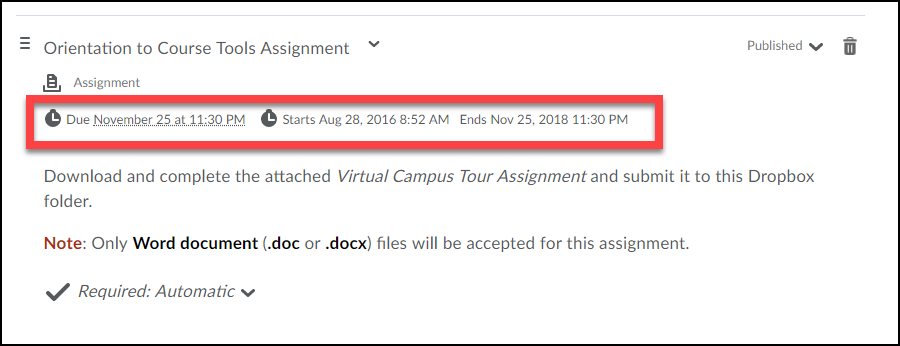 Orientation to Course Tools Assignment
Published
Assignment
Due November 25 at 11:30 PM Starts Aug 28, 2016 8:52 AM Ends Nov 25, 2018 11:30 PM
Download and complete the attached Virtual Campus Tour Assignment and submit it to this Dropbox
folder.
Note: Only Word document (.doc or .docx) files will be accepted for this assignment.
Required: Automatic